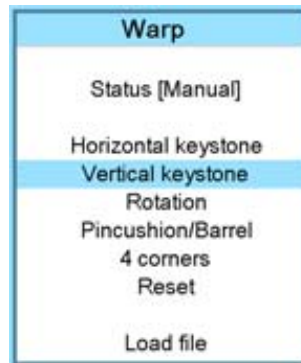 Warp
Status [Manual]
Horizontal keystone
Vertical keystone
Rotation
Pincushion/Barrel
4 corners
Reset
Load file